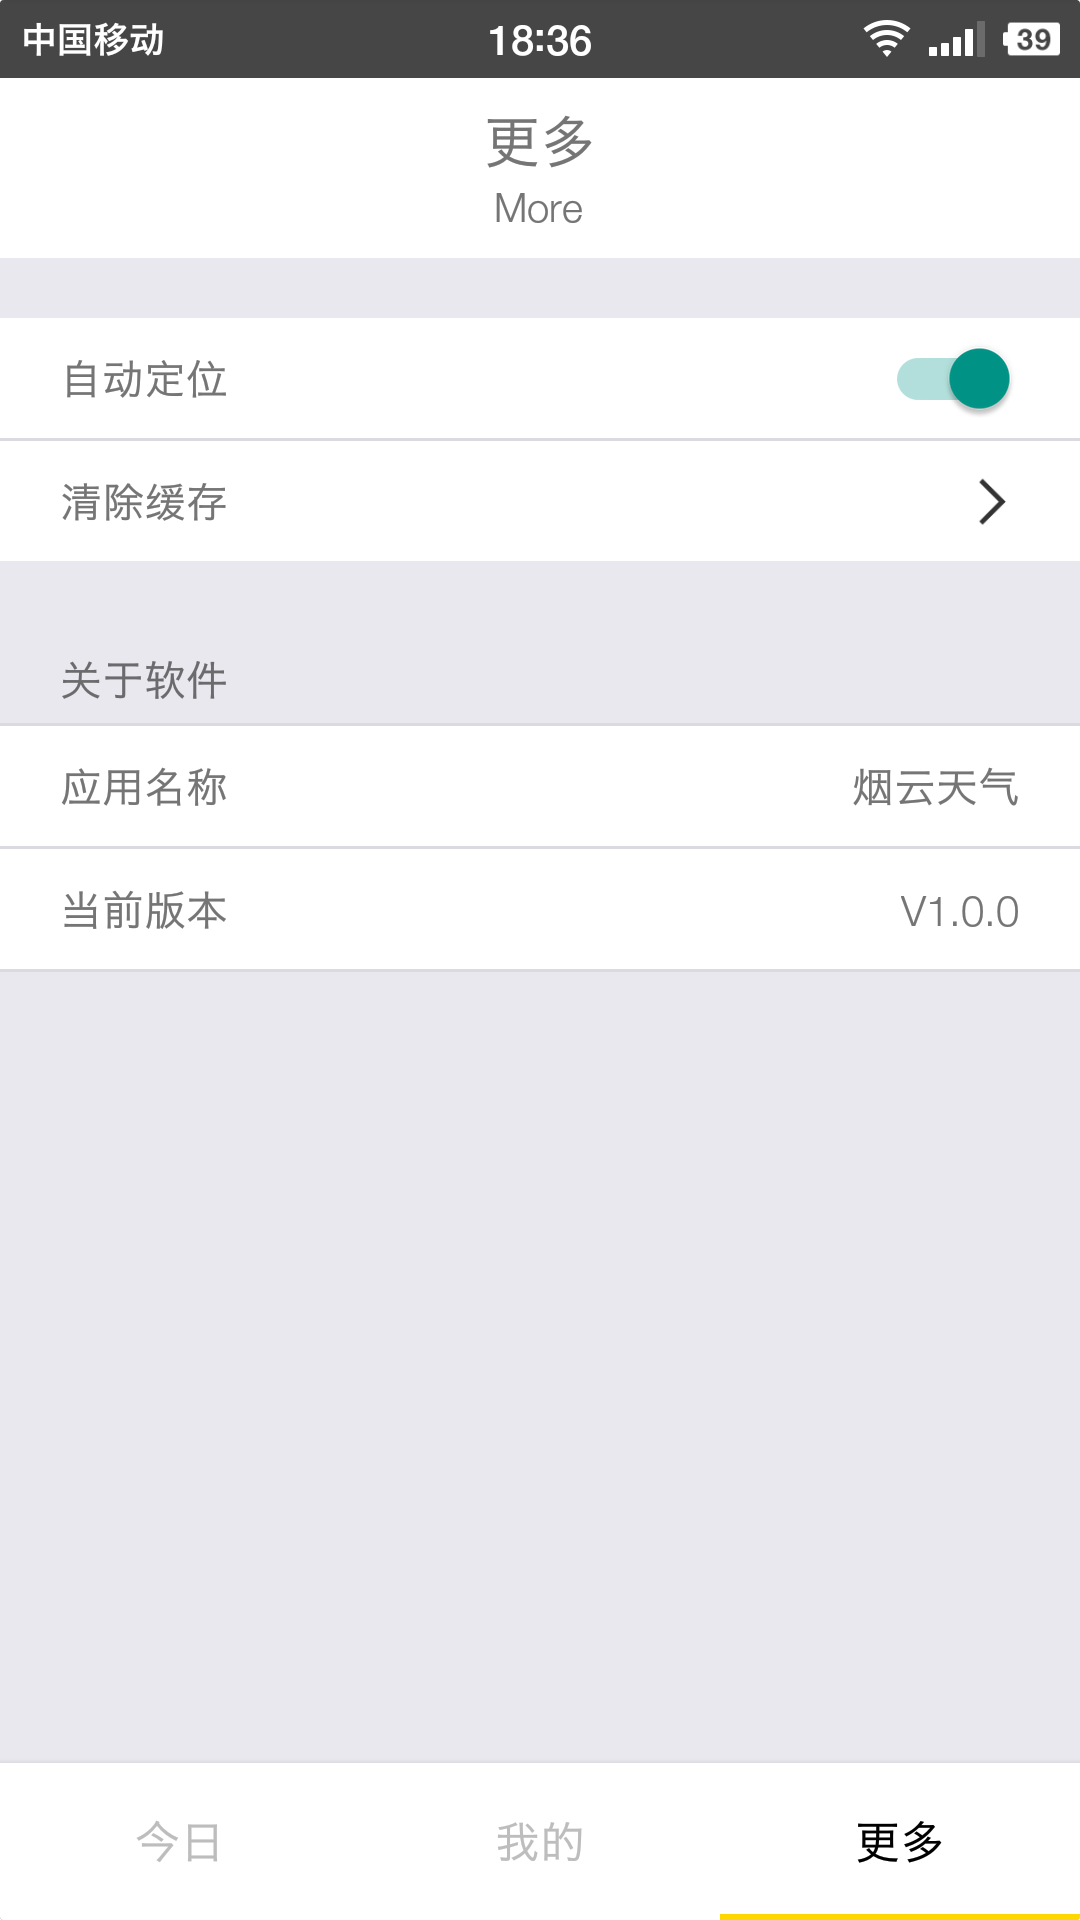 中国移动 18:36 39
更多
More
自动定位
清除缓存
关于软件
应用名称 烟云天气
当前版本 V1.0.0
今日 我的 更多